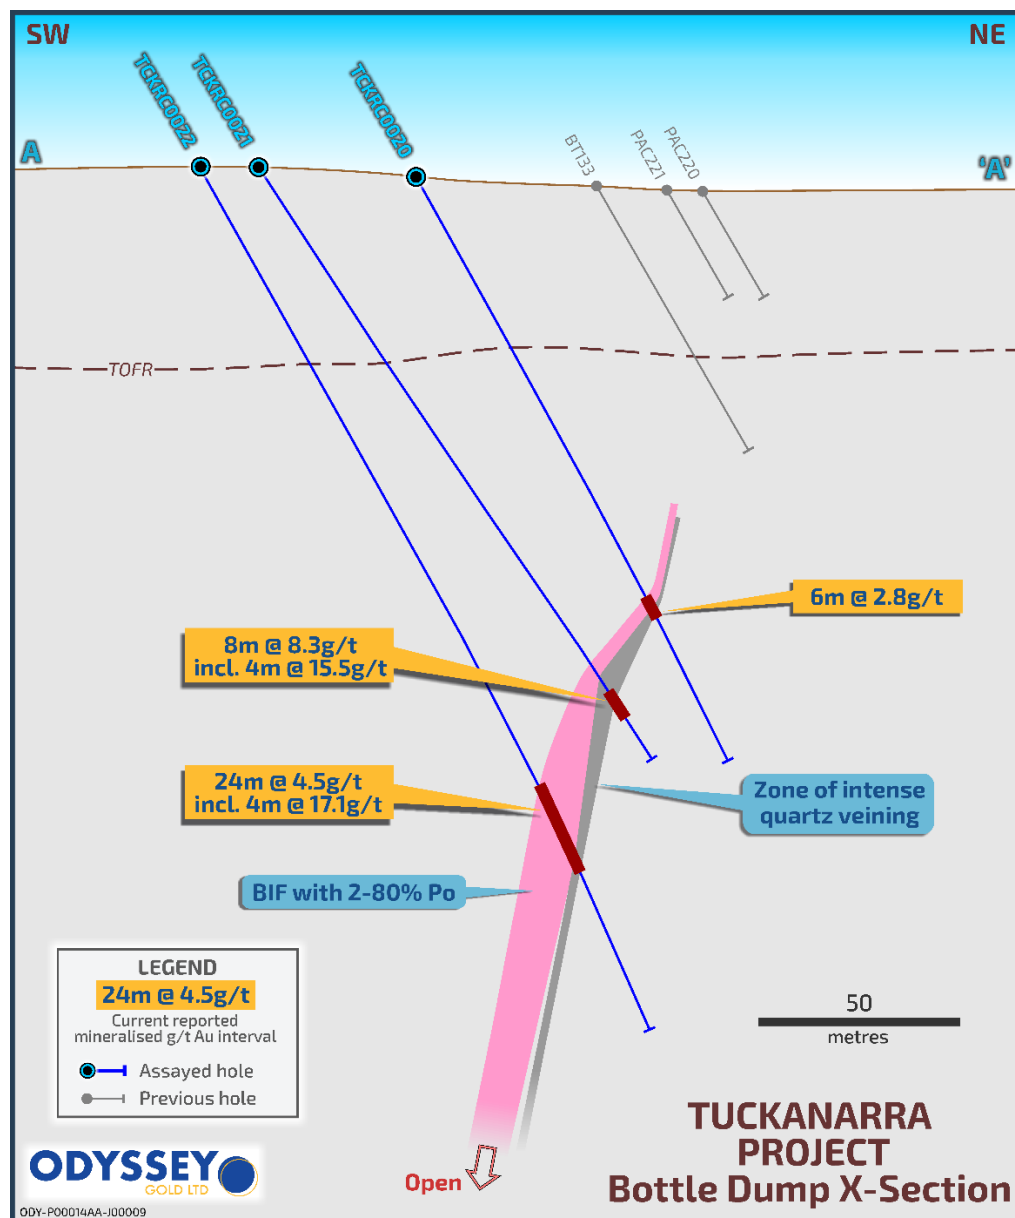 SW
NE
TCKRC0022
TCKRC0021
TCKRC0020
BT133
PAC221
PAC220
A
'A'
TOFR
6m @ 2.8g/t
8m @ 8.3g/t
incl. 4m @ 15.5g/t
24m @ 4.5g/t
incl. 4m @ 17.1g/t
Zone of intense
quartz veining
BIF with 2-80% Po
LEGEND
24m @ 4.5g/t
Current reported
mineralised g/t Au interval
Assayed hole
Previous hole
50
metres
TUCKANARRA
PROJECT
Bottle Dump X-Section
Open
ODYSSEY
GOLD LTD
ODY-P00014AA-J00009